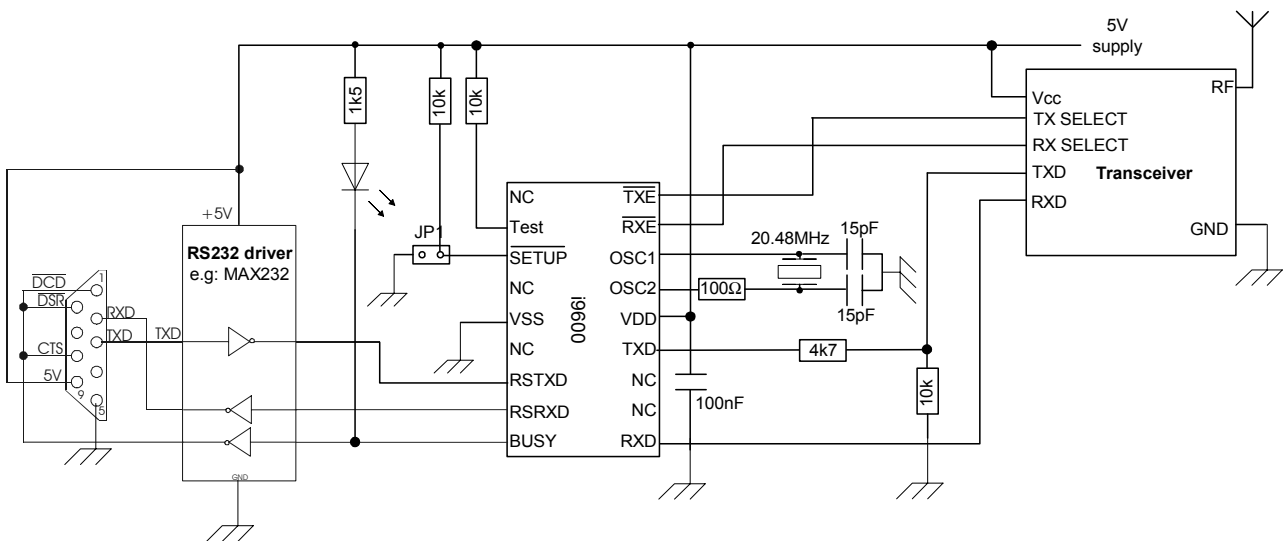 5V
supply
1k5
10k
10k
RF
Vcc
TX SELECT
RX SELECT
TXD
RXD
Transceiver
GND
+5V
RS232 driver
e.g: MAX232
GND
DCD
DSR
CTS
5V
1
9
5
RXD
TXD
TXD
JP1
NC
Test
SETUP
NC
VSS
NC
RSTXD
RSRXD
BUSY
i9600
TXE
RXE
OSC1
OSC2
VDD
TXD
NC
NC
RXD
20.48MHz
15pF
100Ω
15pF
4k7
100nF
10k